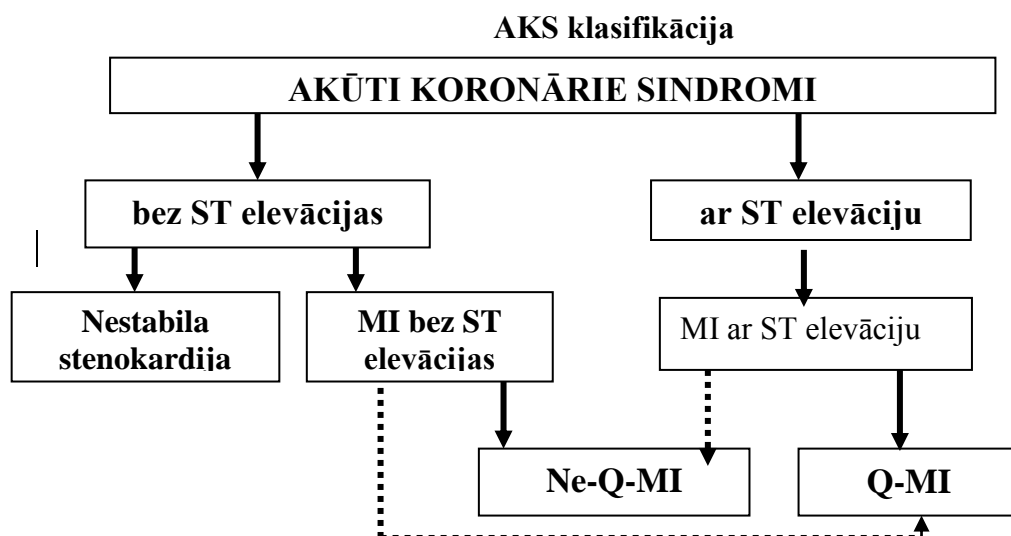 AKS klasifikācija
AKŪTI KORONĀRIE SINDROMI
bez ST elevācijas
ar ST elevāciju
Nestabila
stenokardija
MI bez ST
elevācijas
MI ar ST elevāciju
Ne-Q-MI
Q-MI